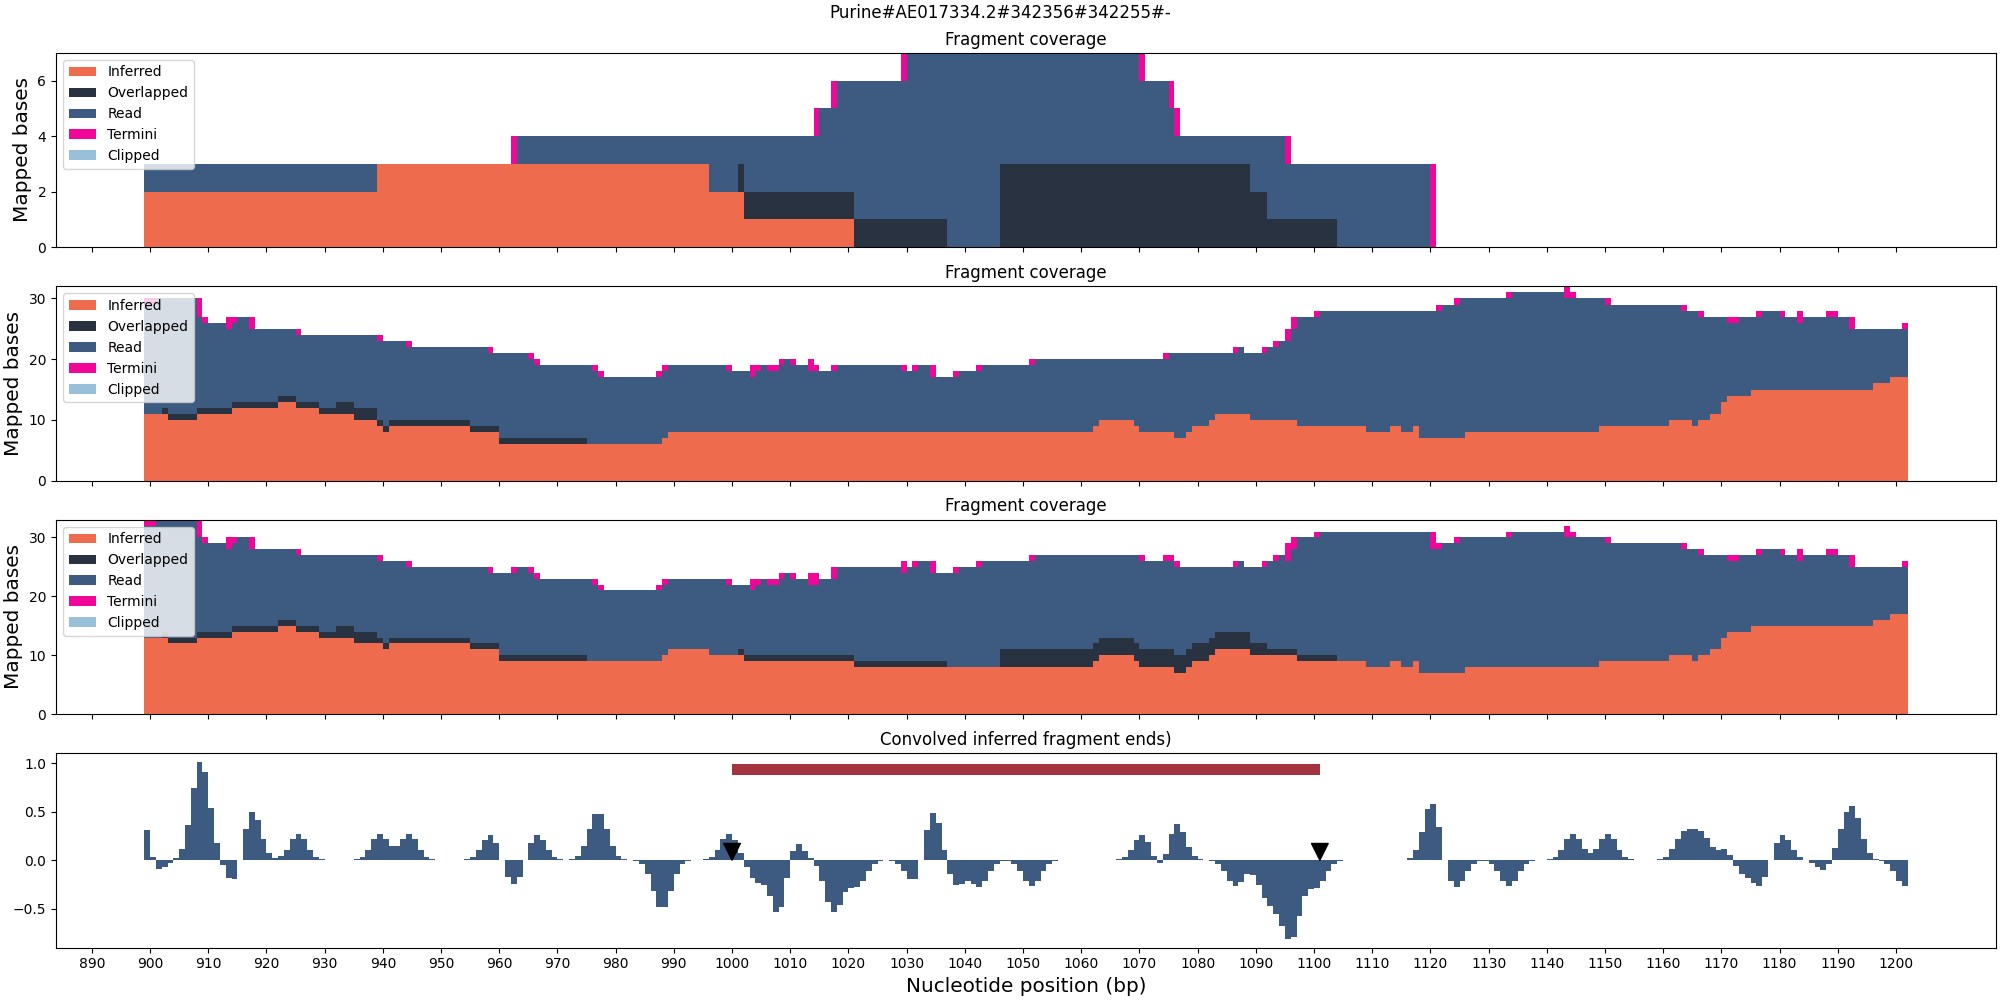 Purine#AE017334.2#342356#342255#-
Fragment coverage
Mapped bases
6
4
2
0
Inferred
Overlapped
Read
Termini
Clipped
Fragment coverage
Mapped bases
30
20
10
0
Inferred
Overlapped
Read
Termini
Clipped
Fragment coverage
Mapped bases
30
20
10
0
Inferred
Overlapped
Read
Termini
Clipped
Convolved inferred fragment ends)
1.0
0.5
0.0
−0.5
890 900 910 920 930 940 950 960 970 980 990 1000 1010 1020 1030 1040 1050 1060 1070 1080 1090 1100 1110 1120 1130 1140 1150 1160 1170 1180 1190 1200
Nucleotide position (bp)